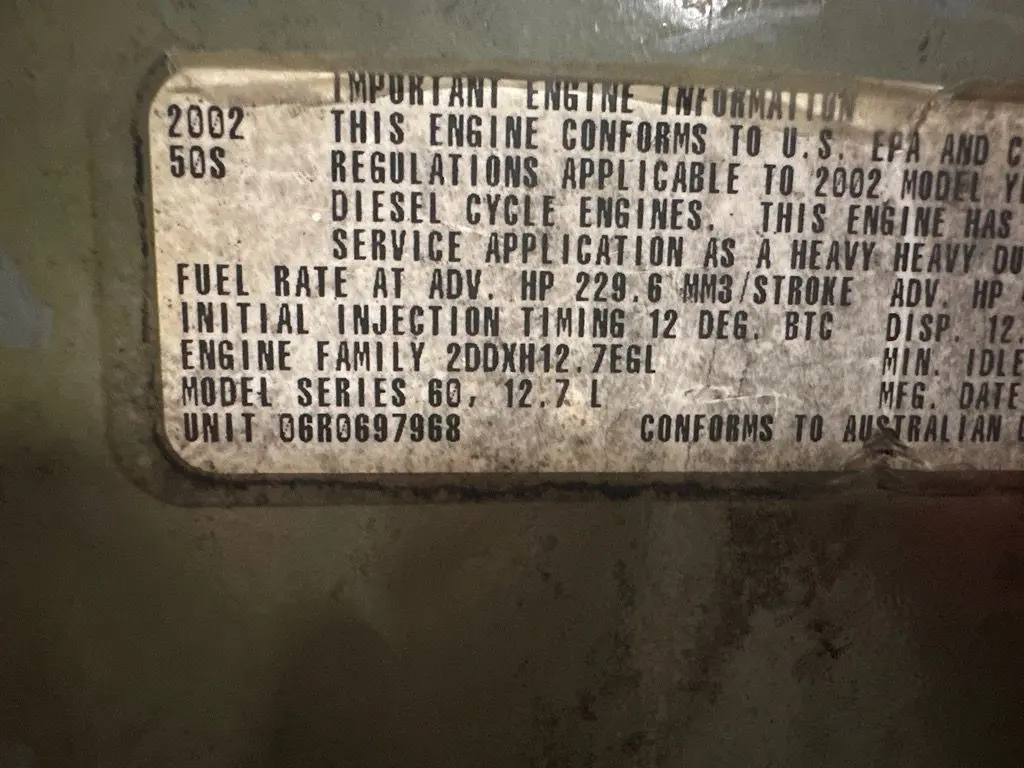 IMPORTANT ENGINE INFORMATION
2002 THIS ENGINE CONFORMS TO U.S. EPA AND C
50S REGULATIONS APPLICABLE TO 2002 MODEL Y
DIESEL CYCLE ENGINES. THIS ENGINE HAS
SERVICE APPLICATION AS A HEAVY HEAVY DU
FUEL RATE AT ADV. HP 229.6 MM3/STROKE ADV. HP
INITIAL INJECTION TIMING 12 DEG. BTC DISP. 12.
ENGINE FAMILY 2DDXH12.7EGL MIN. IDLE
MODEL SERIES 60, 12.7 L MFG. DATE
UNIT 06R0697968 CONFORMS TO AUSTRALIAN